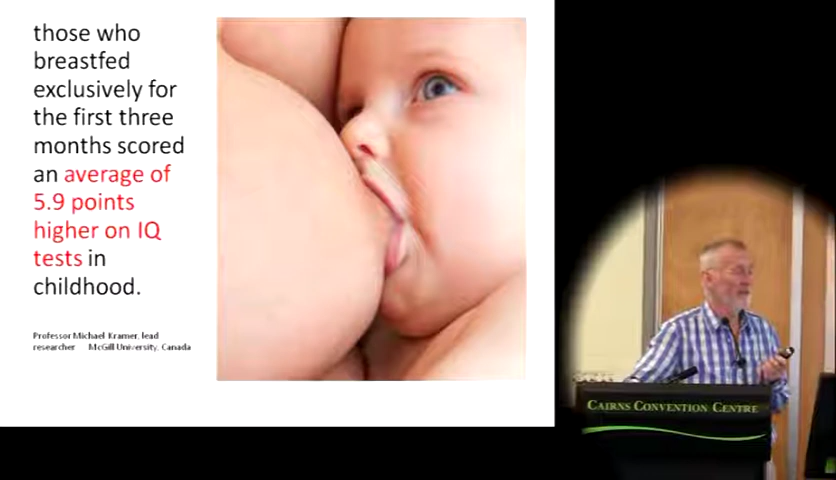 those who
breastfed
exclusively for
the first three
months scored
an average of
5.9 points
higher on IQ
tests in
childhood.
Professor Michael Kramer, lead
researcher McGill University, Canada
CAIRNS CONVENTION CENTRE